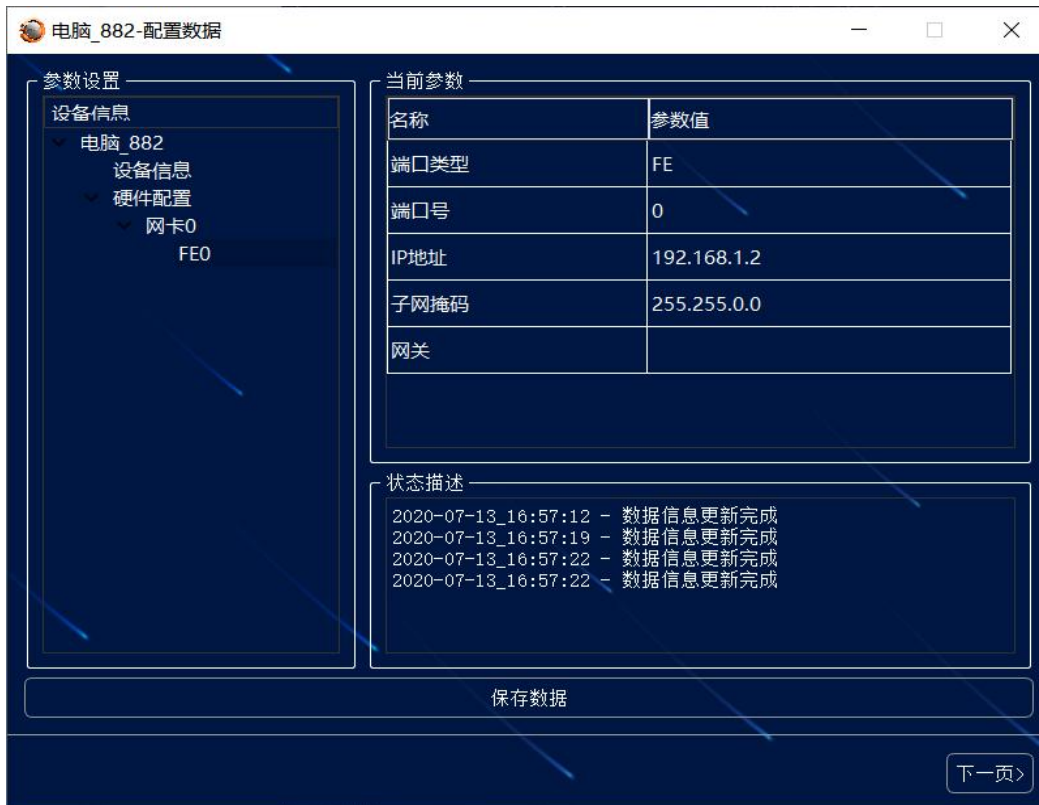 电脑_882-配置数据
参数设置
设备信息
电脑_882
设备信息
硬件配置
网卡0
FE0
当前参数
名称 参数值
端口类型 FE
端口号 0
IP地址 192.168.1.2
子网掩码 255.255.0.0
网关
状态描述
2020-07-13_16:57:12 - 数据信息更新完成
2020-07-13_16:57:19 - 数据信息更新完成
2020-07-13_16:57:22 - 数据信息更新完成
2020-07-13_16:57:22 - 数据信息更新完成
保存数据
下一页>